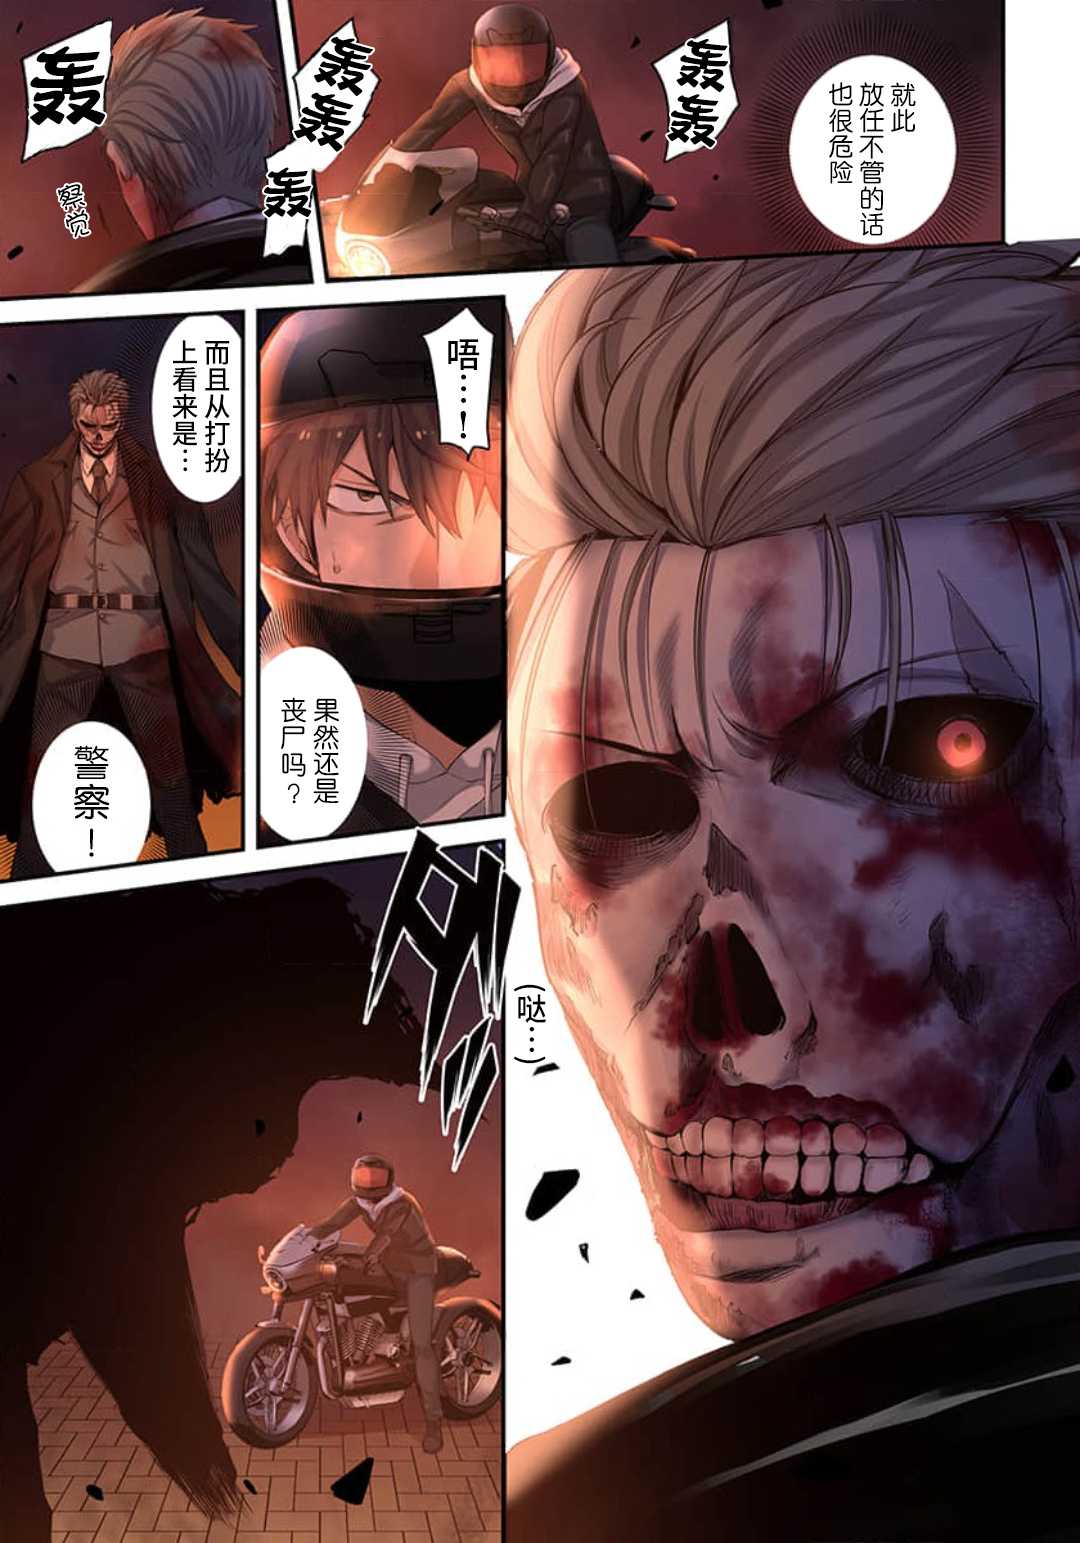 就此
放任不管的话
也很危险
轰
轰
轰
轰
轰
轰
察觉
唔…！
果然还是
丧尸吗？
而且从打扮
上看来是…
警察！
(哒…)